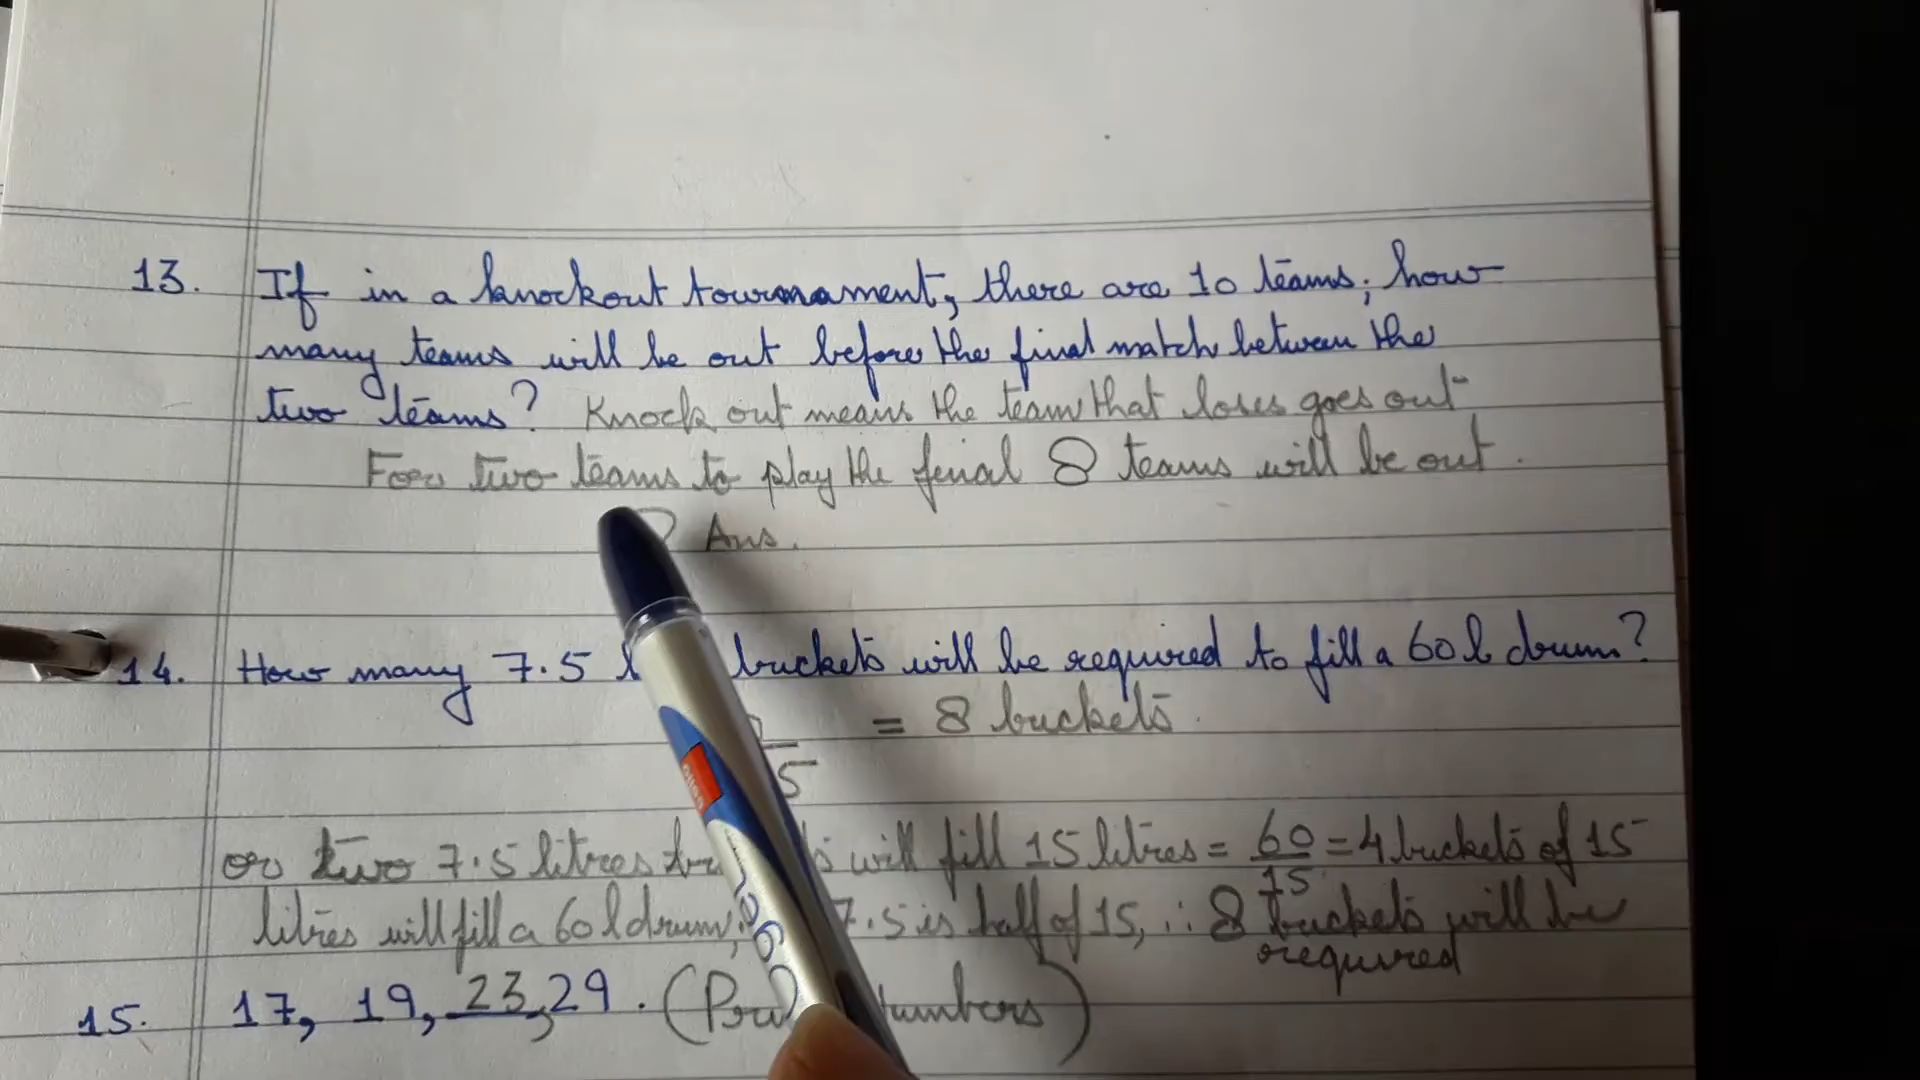 13. If in a knockout tournament, there are 10 teams; how
many teams will be out before the final match between the
two teams? Knock out means the team that loses goes out
For two teams to play the final 8 teams will be out.
Ans.
14. How many 7.5 l buckets will be required to fill a 60 l drum?
= 8 buckets.
5
or two 7.5 litres will fill 15 litres = 60/15 = 4 buckets of 15
litres will fill a 60 l drum, 7.5 is half of 15, ∴ 8 buckets will be
required
15. 17, 19, 23, 29. (Numbers)
cello